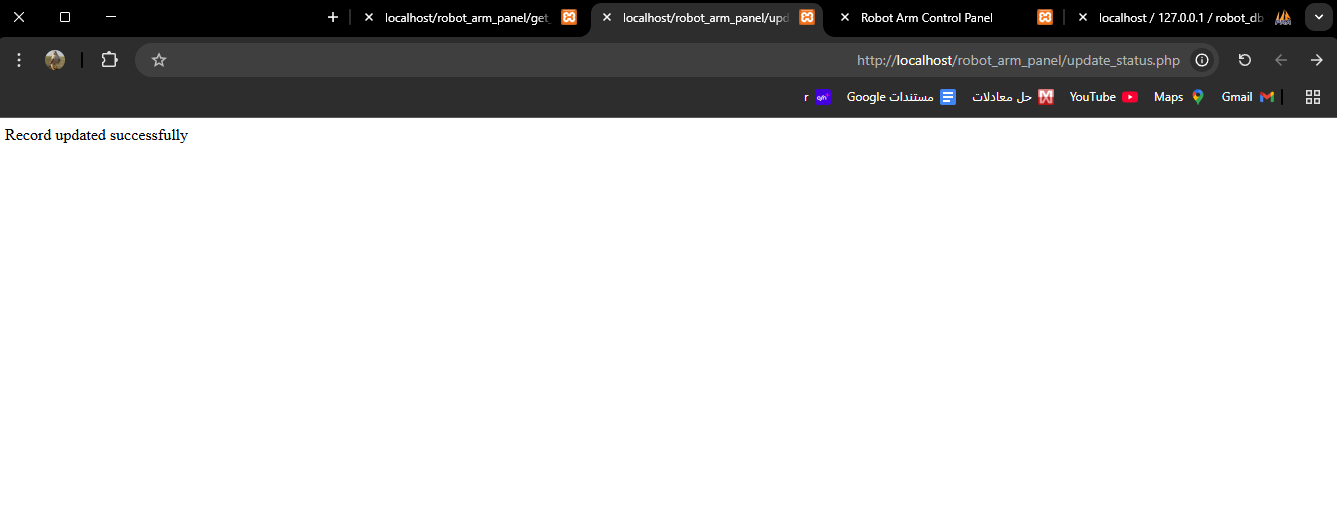 localhost/robot_arm_panel/get_
localhost/robot_arm_panel/upd
Robot Arm Control Panel
localhost / 127.0.0.1 / robot_db
http://localhost/robot_arm_panel/update_status.php
r
مستندات Google
حل معادلات
YouTube
Maps
Gmail
Record updated successfully